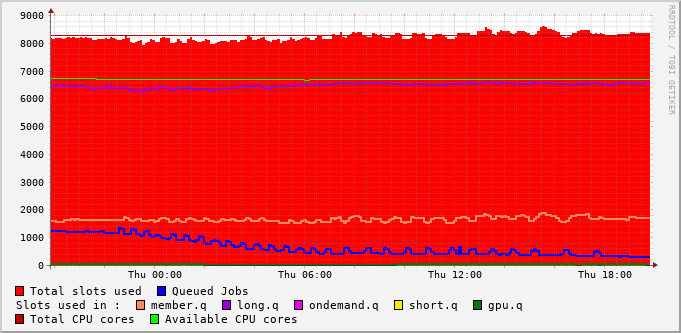 9000
8000
7000
6000
5000
4000
3000
2000
1000
0
Thu 00:00 Thu 06:00 Thu 12:00 Thu 18:00
Total slots used Queued Jobs
Slots used in : member.q long.q ondemand.q short.q gpu.q
Total CPU cores Available CPU cores
RRDTOOL / TOBI OETIKER